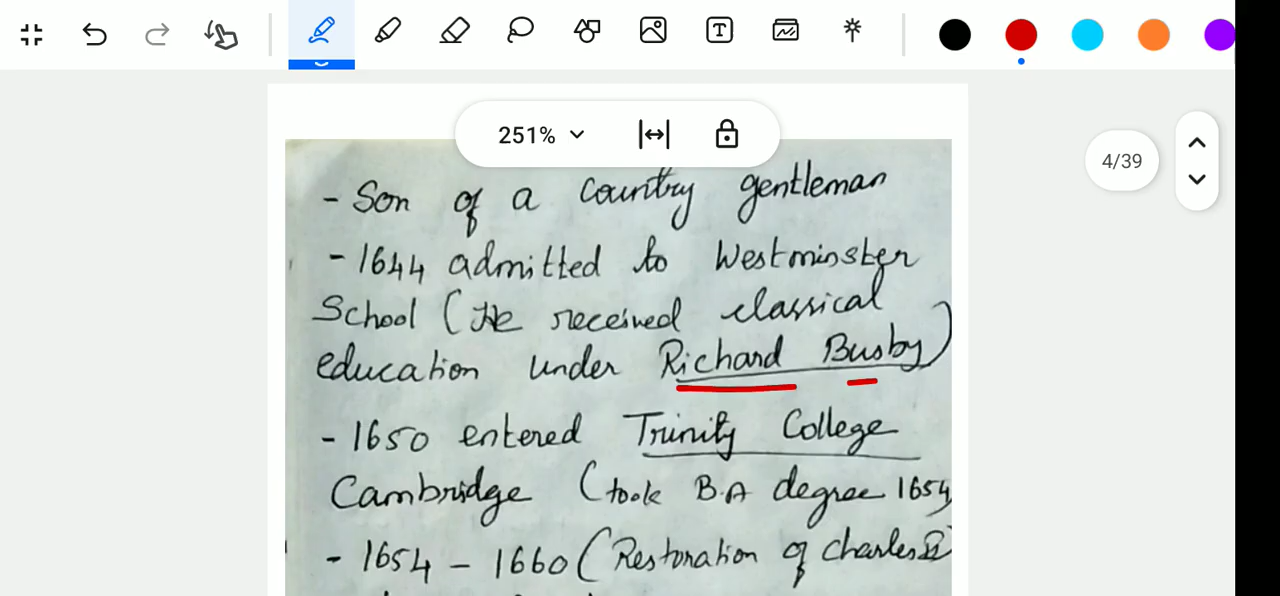 251%
4/39
- Son of a country gentleman
- 1644 admitted to Westminster
School (He received classical
education under Richard Busby)
- 1650 entered Trinity College
Cambridge (took B.A degree 1654)
- 1654 - 1660 (Restoration of Charles II